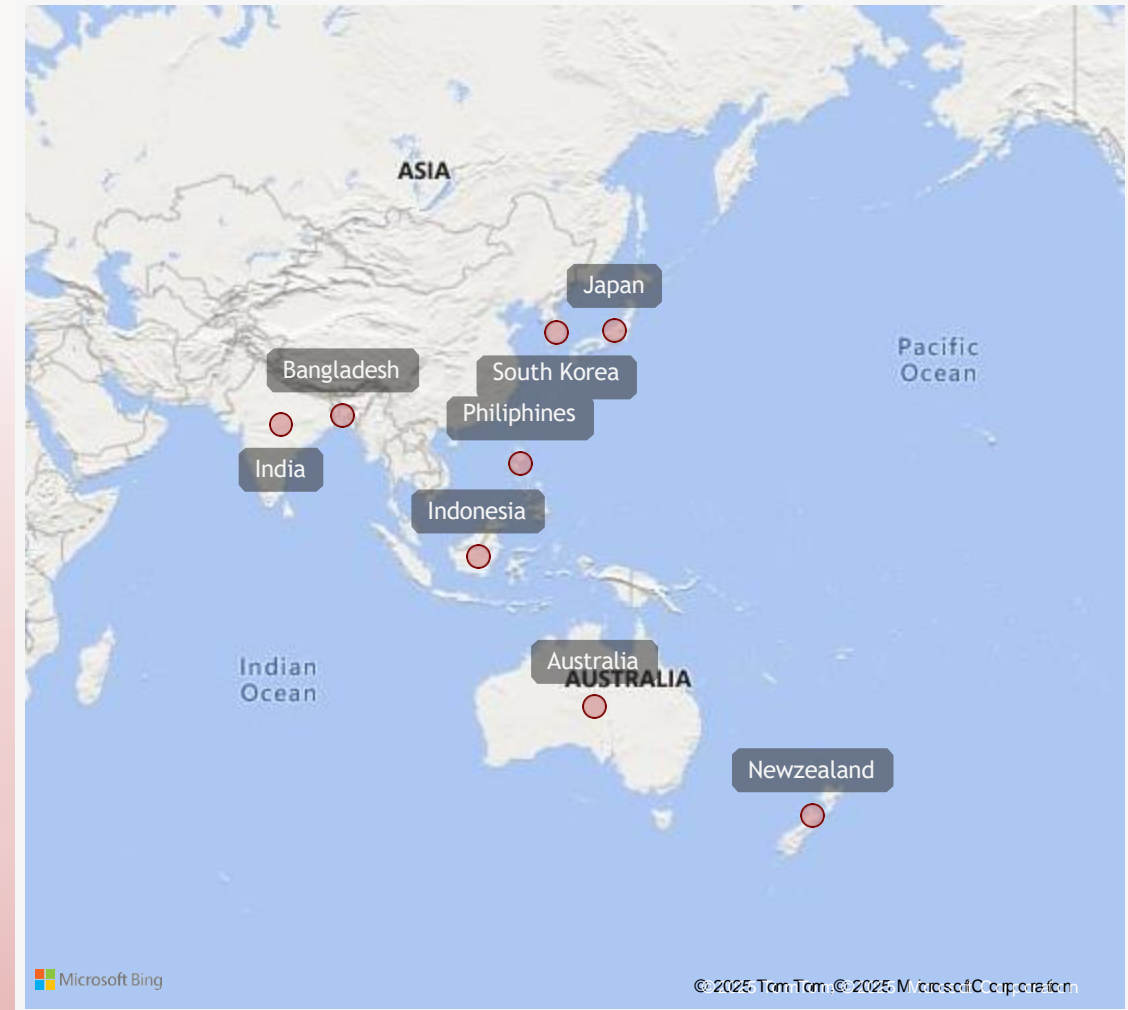 ASIA
Japan
Pacific
Ocean
Bangladesh
South Korea
Philiphines
India
Indonesia
Indian
Ocean
Australia
AUSTRALIA
Newzealand
Microsoft Bing
© 2025 TomTom, © 2025 Microsoft Corporation